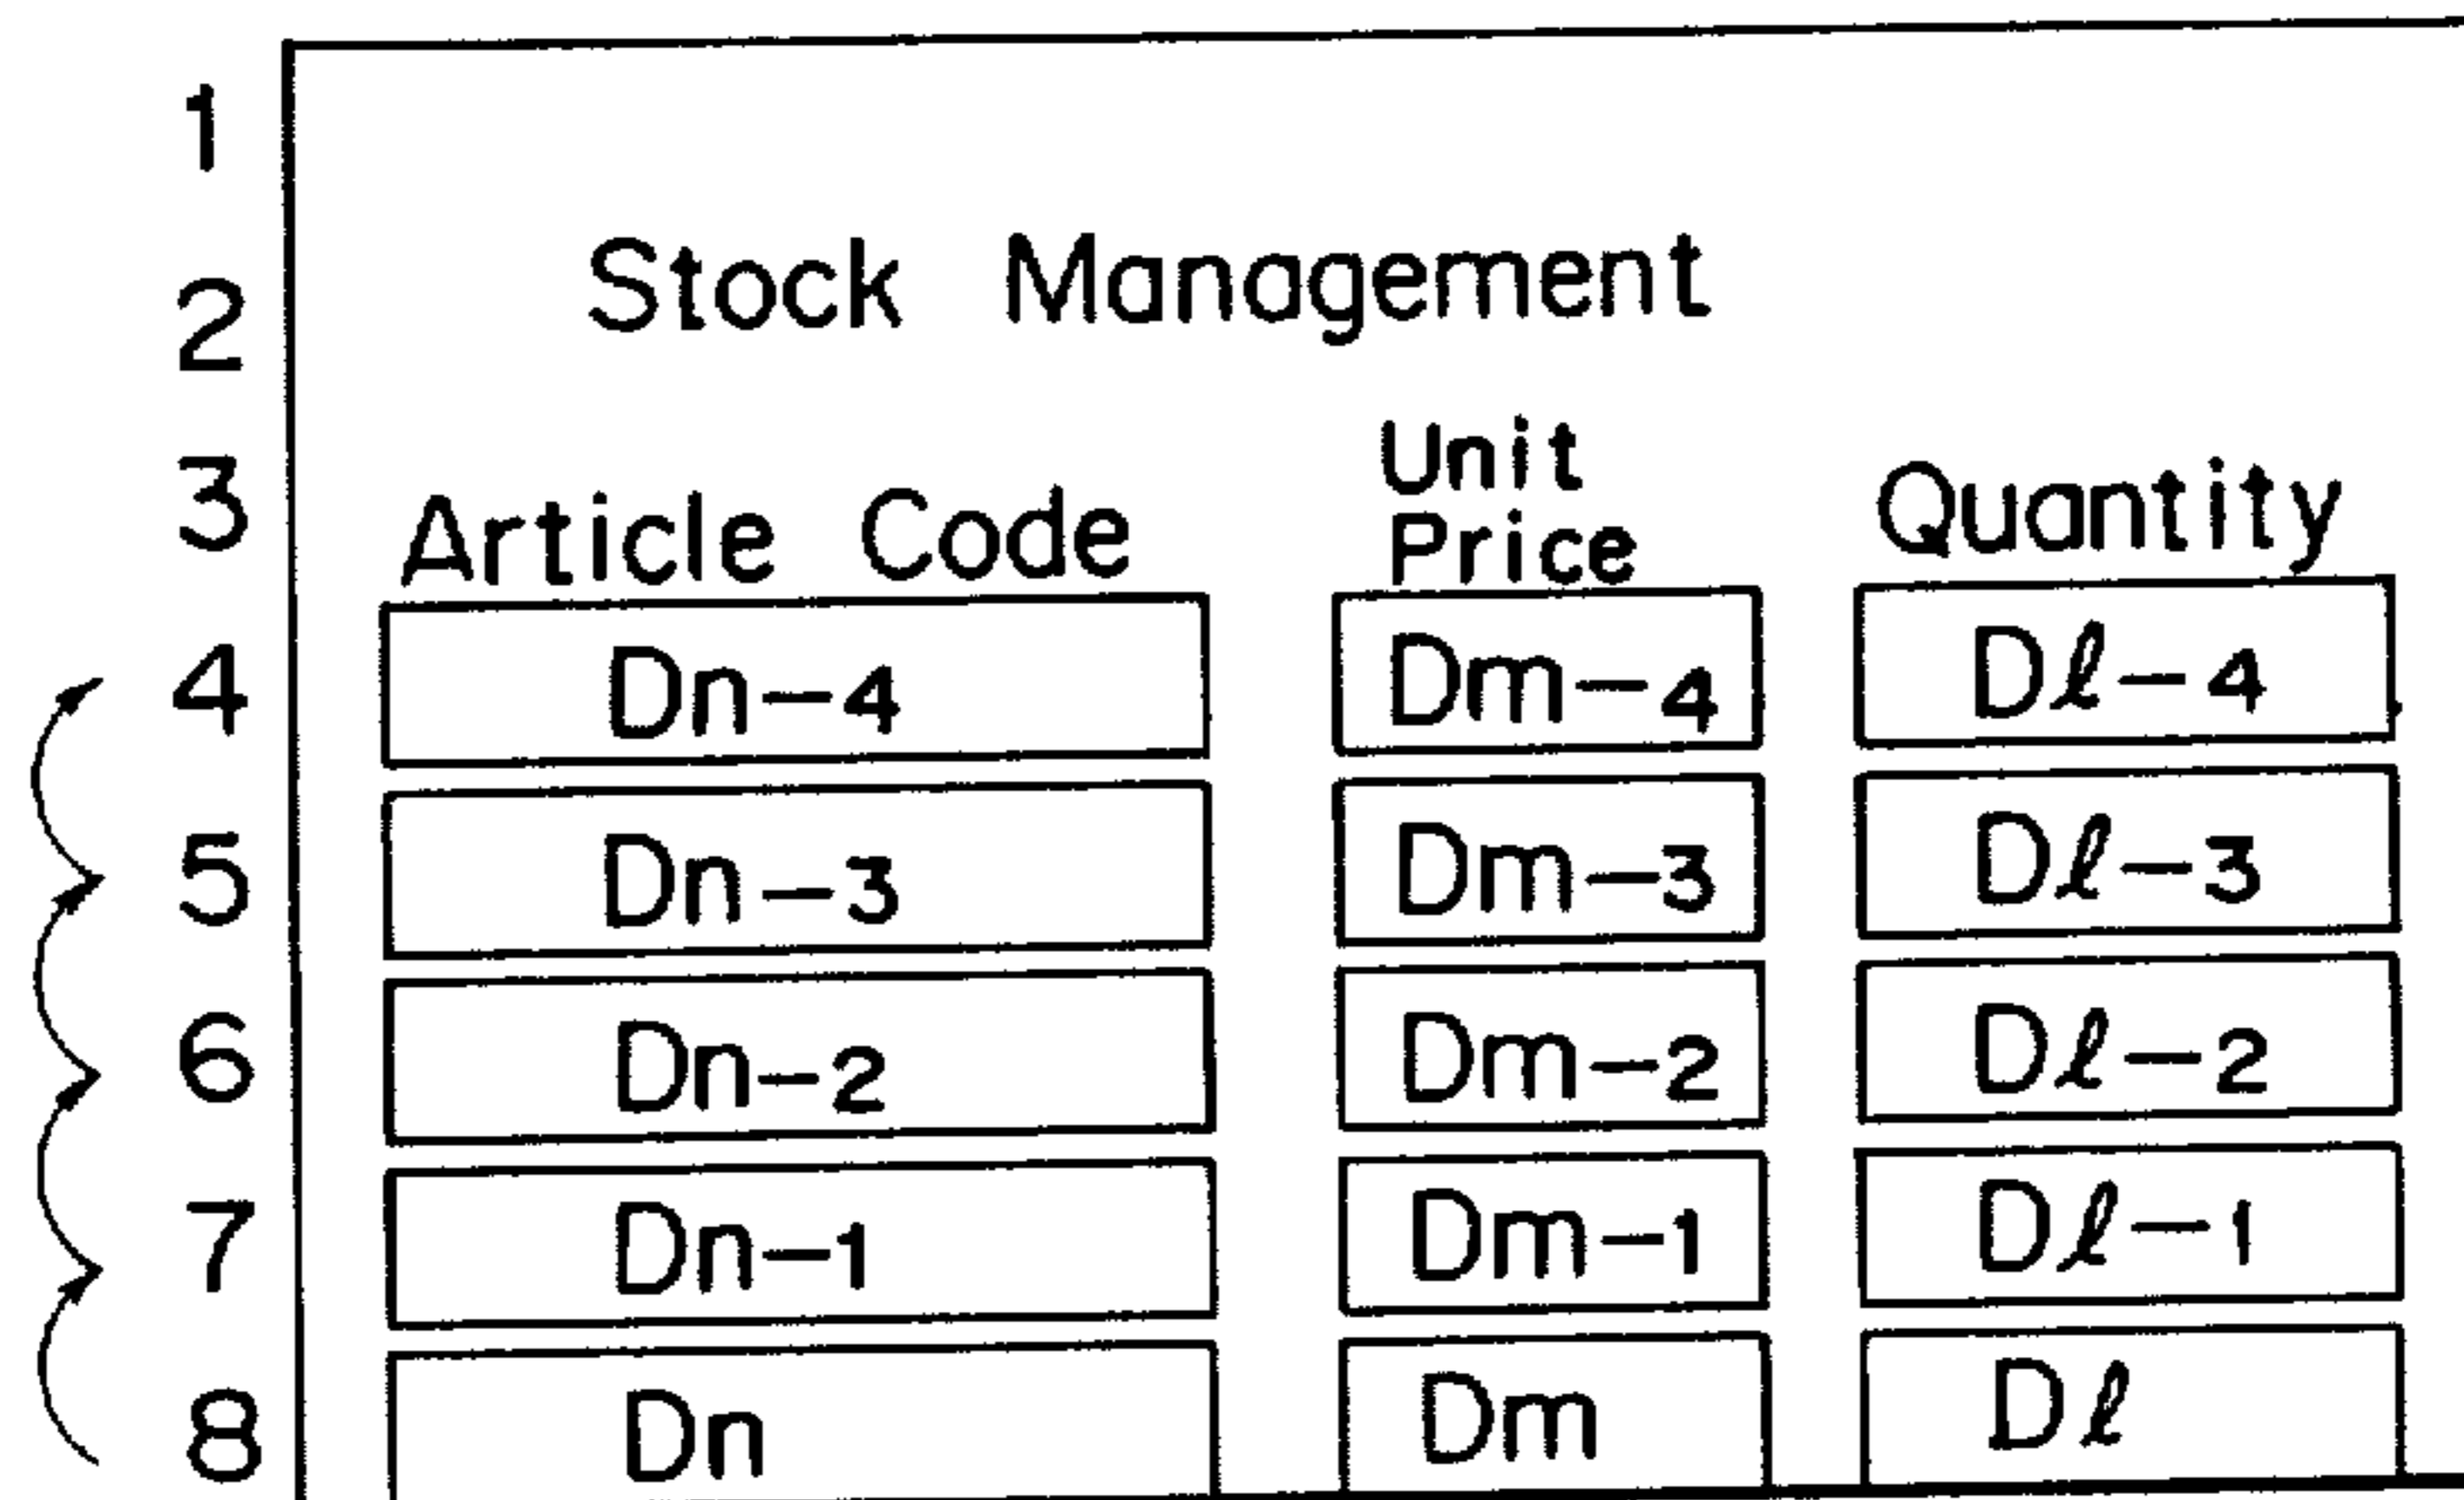 1
2 Stock Management
Unit
3 Article Code Price Quantity
4 Dn-4 Dm-4 Dℓ-4
5 Dn-3 Dm-3 Dℓ-3
6 Dn-2 Dm-2 Dℓ-2
7 Dn-1 Dm-1 Dℓ-1
8 Dn Dm Dℓ